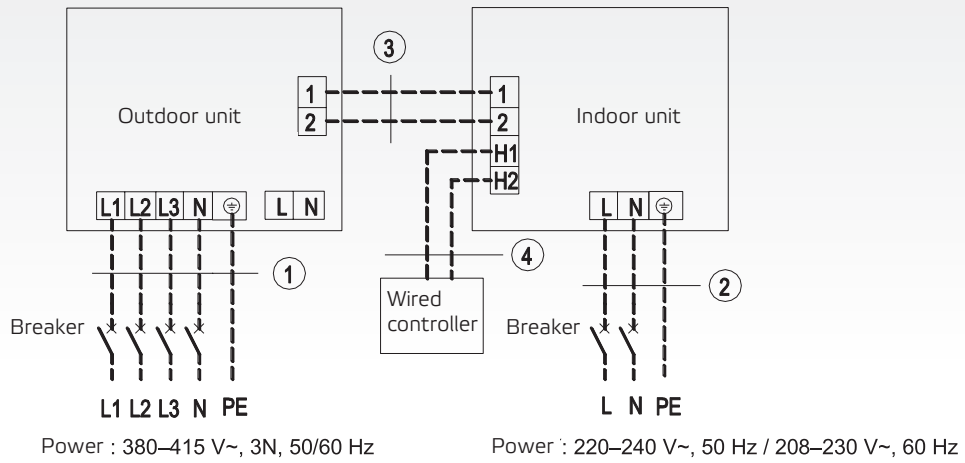 3
1
2
Outdoor unit
1
2
H1
H2
Indoor unit
L1 L2 L3 N
L N
L N
4
1
2
Wired
controller
Breaker
Breaker
L1 L2 L3 N PE
L N PE
Power : 380–415 V~, 3N, 50/60 Hz
Power : 220–240 V~, 50 Hz / 208–230 V~, 60 Hz